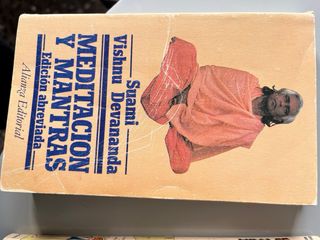 Swami
Vishnu Devananda
MEDITACION
Y MANTRAS
Edición abreviada
Alianza Editorial